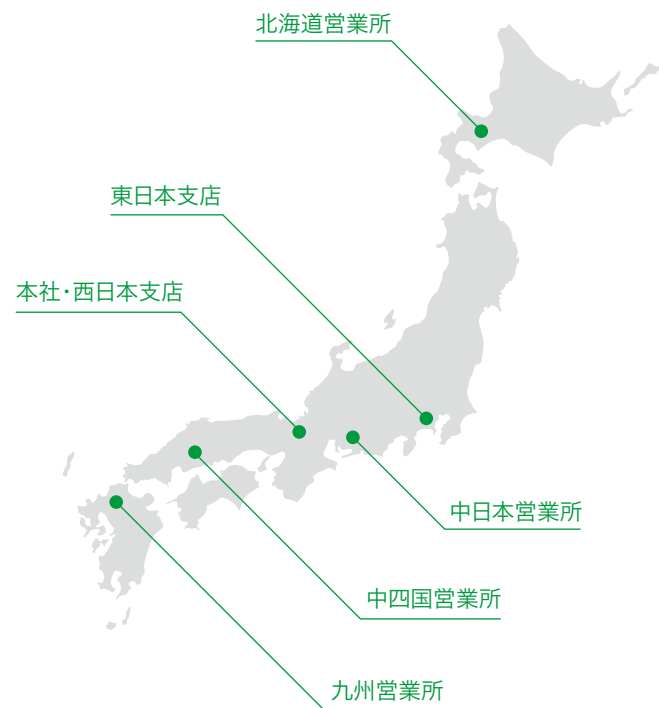 北海道営業所
東日本支店
本社・西日本支店
中日本営業所
中四国営業所
九州営業所